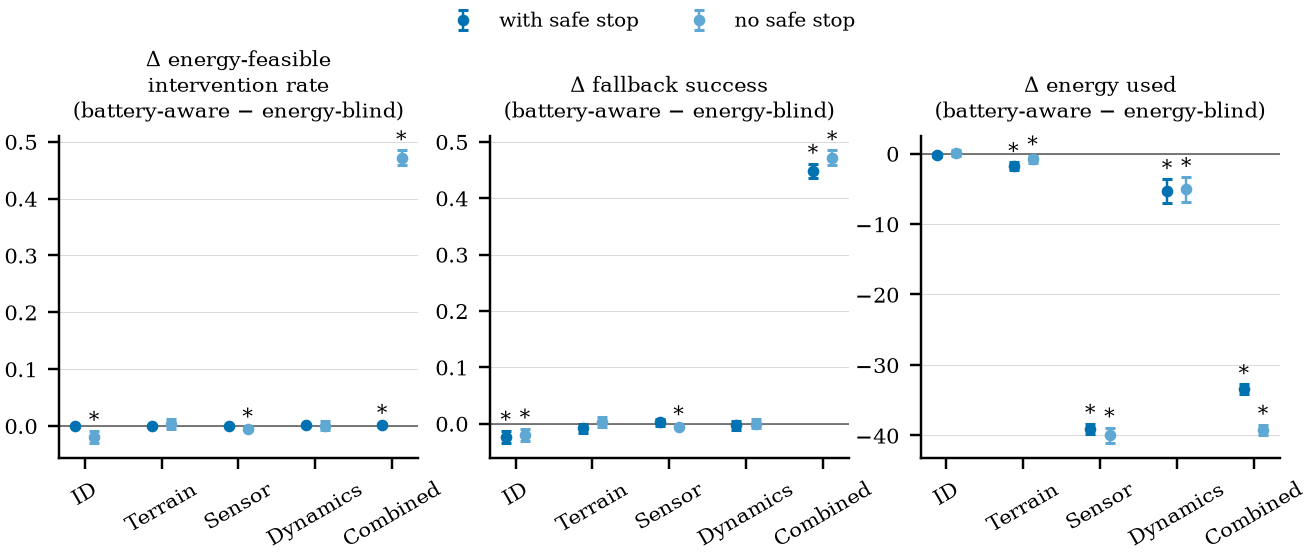 with safe stop
no safe stop
Δ energy-feasible
intervention rate
(battery-aware − energy-blind)
0.5
0.4
0.3
0.2
0.1
0.0
*
*
*
*
ID
Terrain
Sensor
Dynamics
Combined
Δ fallback success
(battery-aware − energy-blind)
0.5
0.4
0.3
0.2
0.1
0.0
* *
*
* *
ID
Terrain
Sensor
Dynamics
Combined
Δ energy used
(battery-aware − energy-blind)
0
−10
−20
−30
−40
* *
* *
* *
*
*
ID
Terrain
Sensor
Dynamics
Combined